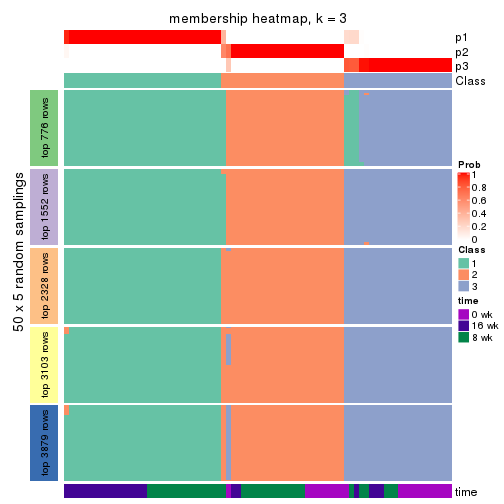 membership heatmap, k = 3
p1
p2
p3
Class
50 x 5 random samplings
top 776 rows
top 1552 rows
top 2328 rows
top 3103 rows
top 3879 rows
time
Prob
1
0.8
0.6
0.4
0.2
0
Class
1
2
3
time
0 wk
16 wk
8 wk